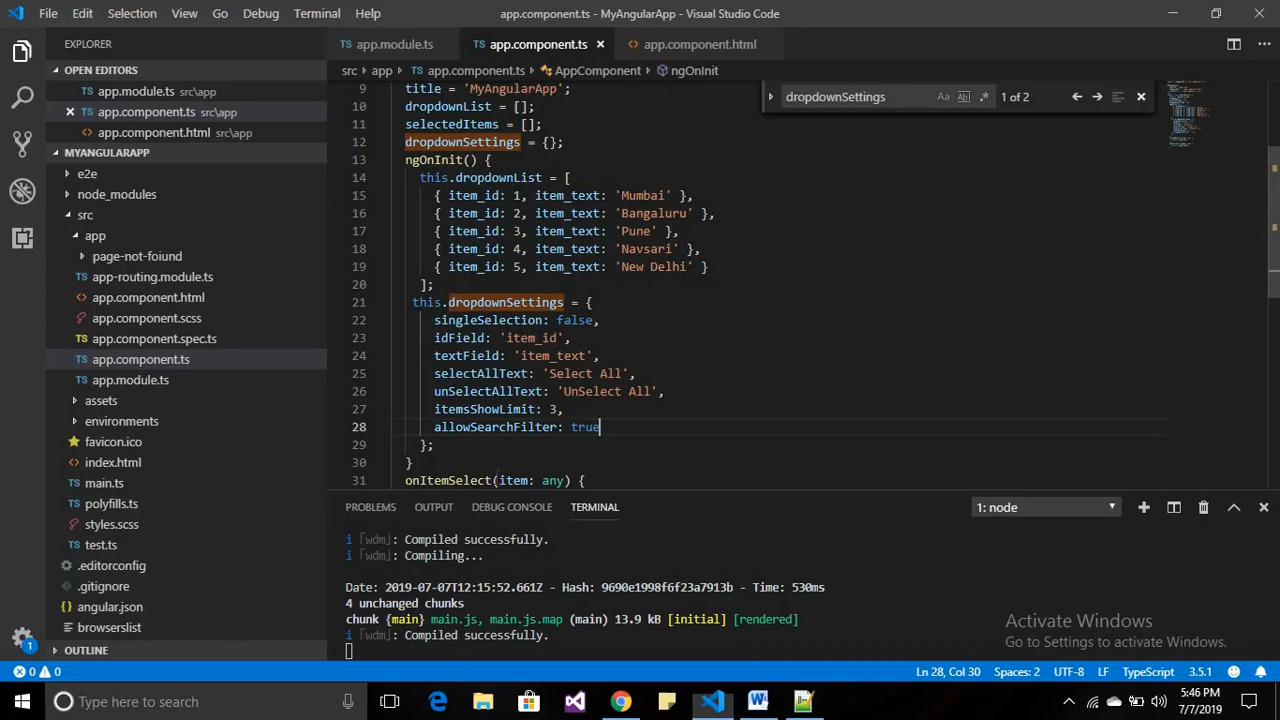 File Edit Selection View Go Debug Terminal Help
app.component.ts - MyAngularApp - Visual Studio Code
EXPLORER
OPEN EDITORS
TS app.module.ts src\app
TS app.component.ts src\app
<> app.component.html src\app
MYANGULARAPP
e2e
node_modules
src
app
page-not-foiund
TS app-routing.module.ts
<> app.component.html
app.component.scss
TS app.component.spec.ts
TS app.component.ts
TS app.module.ts
assets
environments
favicon.ico
<> index.html
TS main.ts
TS polyfills.ts
styles.scss
TS test.ts
.editorconfig
.gitignore
angular.json
browserslist
OUTLINE
TS app.module.ts
TS app.component.ts
<> app.component.html
src > app > TS app.component.ts > AppComponent > ngOnInit
dropdownSettings Aa Abl .* 1 of 2
9 title = 'MyAngularApp';
10 dropdownList = [];
11 selectedItems = [];
12 dropdownSettings = {};
13 ngOnInit() {
14 this.dropdownList = [
15 { item_id: 1, item_text: 'Mumbai' },
16 { item_id: 2, item_text: 'Bangaluru' },
17 { item_id: 3, item_text: 'Pune' },
18 { item_id: 4, item_text: 'Navsari' },
19 { item_id: 5, item_text: 'New Delhi' }
20 ];
21 this.dropdownSettings = {
22 singleSelection: false,
23 idField: 'item_id',
24 textField: 'item_text',
25 selectAllText: 'Select All',
26 unSelectAllText: 'UnSelect All',
27 itemsShowLimit: 3,
28 allowSearchFilter: true
29 };
30 }
31 onItemSelect(item: any) {
PROBLEMS OUTPUT DEBUG CONSOLE TERMINAL
1: node
i ｢wdm｣: Compiled successfully.
i ｢wdm｣: Compiling...
Date: 2019-07-07T12:15:52.661Z - Hash: 9690e1998f6f23a7913b - Time: 530ms
4 unchanged chunks
chunk {main} main.js, main.js.map (main) 13.9 kB [initial] [rendered]
i ｢wdm｣: Compiled successfully.
Activate Windows
Go to Settings to activate Windows.
1
0 0
Ln 28, Col 30 Spaces: 2 UTF-8 LF TypeScript 3.5.1
Type here to search
5:46 PM
7/7/2019